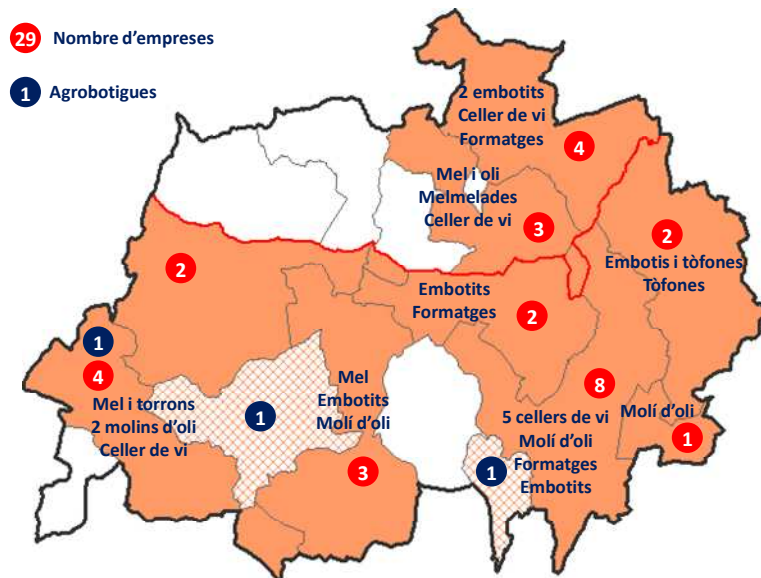 29 Nombre d'empreses
1 Agrobotigues
2 embotits
Celler de vi
Formatges
4
Mel i oli
Melmelades
Celler de vi
3
2
Embotis i tòfones
Tòfones
2
Embotits
Formatges
2
1
4
Mel i torrons
2 molins d'oli
Celler de vi
1
Mel
Embotits
Molí d'oli
3
8
5 cellers de vi
Molí d'oli
Formatges
Embotits
1
Molí d'oli
1